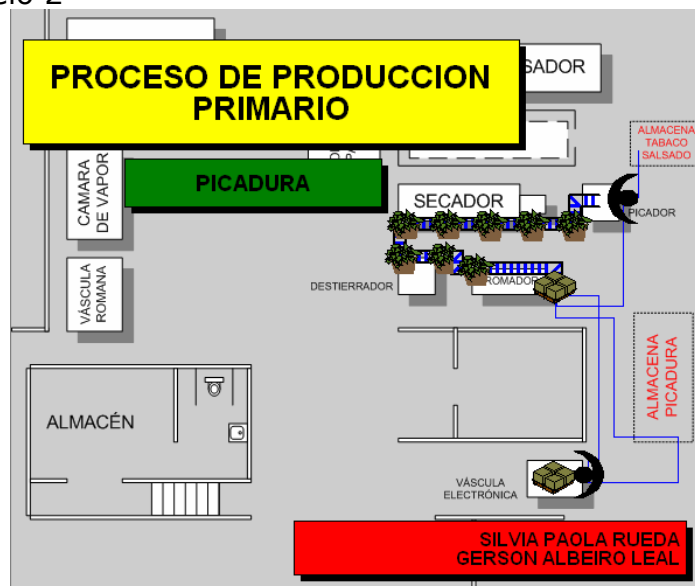 PROCESO DE PRODUCCION
PRIMARIO
SADOR
ALMACENA
TABACO
SALSADO
PICADURA
CAMARA
DE VAPOR
SECADOR
PICADOR
DESTIERRADOR
ROMADOR
VÁSCULA
ROMANA
ALMACENA
PICADURA
ALMACÉN
VÁSCULA
ELECTRÓNICA
SILVIA PAOLA RUEDA
GERSON ALBEIRO LEAL